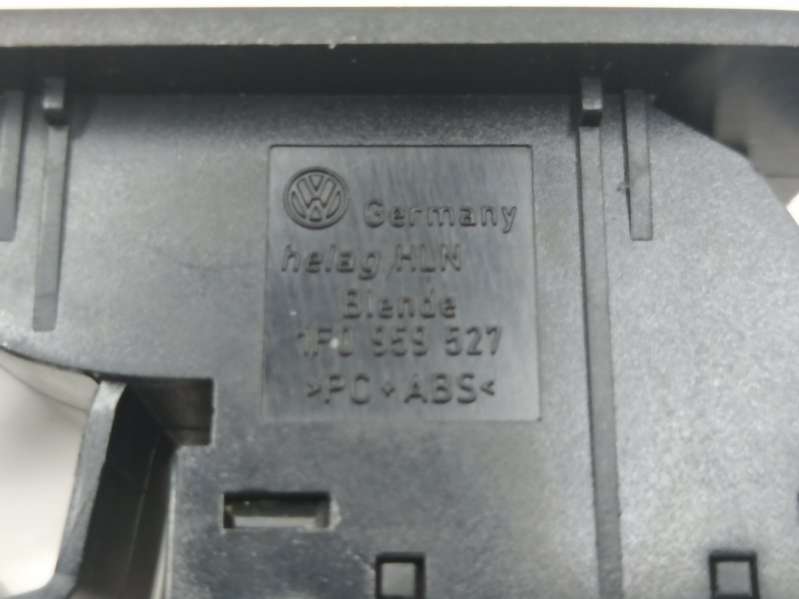 VW Germany
helag/HLN
Blende
1F0 959 527
>PC+ABS<